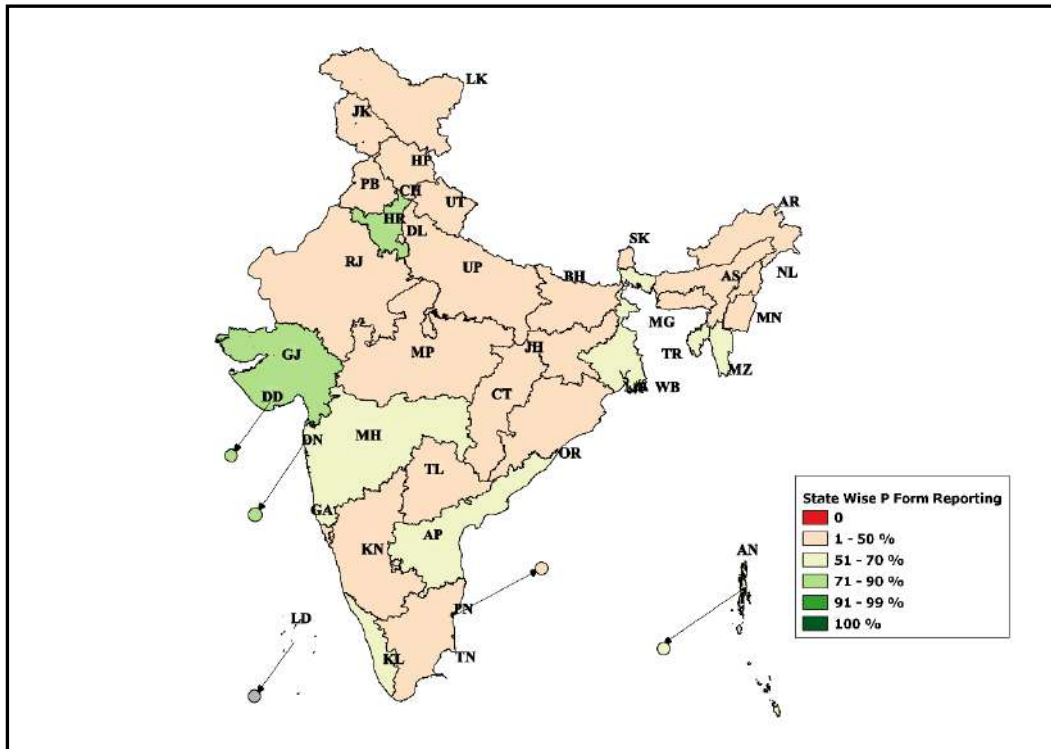 LK
JK
HP
PB
CH
UT
HR
DL
AR
SK
RJ
UP
BH
AS
NL
MG
MN
GJ
MP
JH
TR
MZ
DD
CT
WB
DN
MH
OR
TL
GA
AP
KN
AN
LD
PN
KL
TN
State Wise P Form Reporting
0
1 - 50 %
51 - 70 %
71 - 90 %
91 - 99 %
100 %